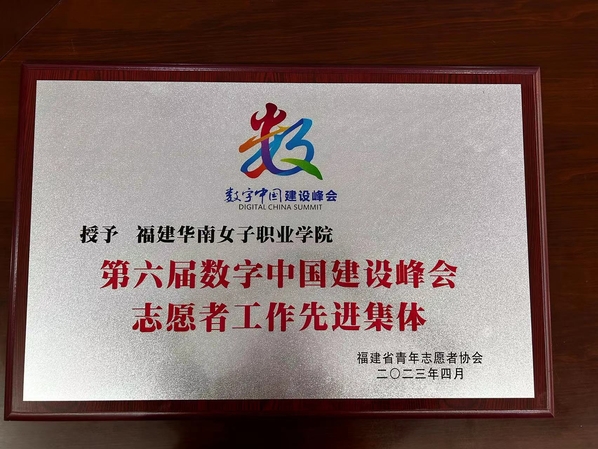 数
数字中国建设峰会
DIGITAL CHINA SUMMIT
授予 福建华南女子职业学院
第六届数字中国建设峰会
志愿者工作先进集体
福建省青年志愿者协会
二〇二三年四月